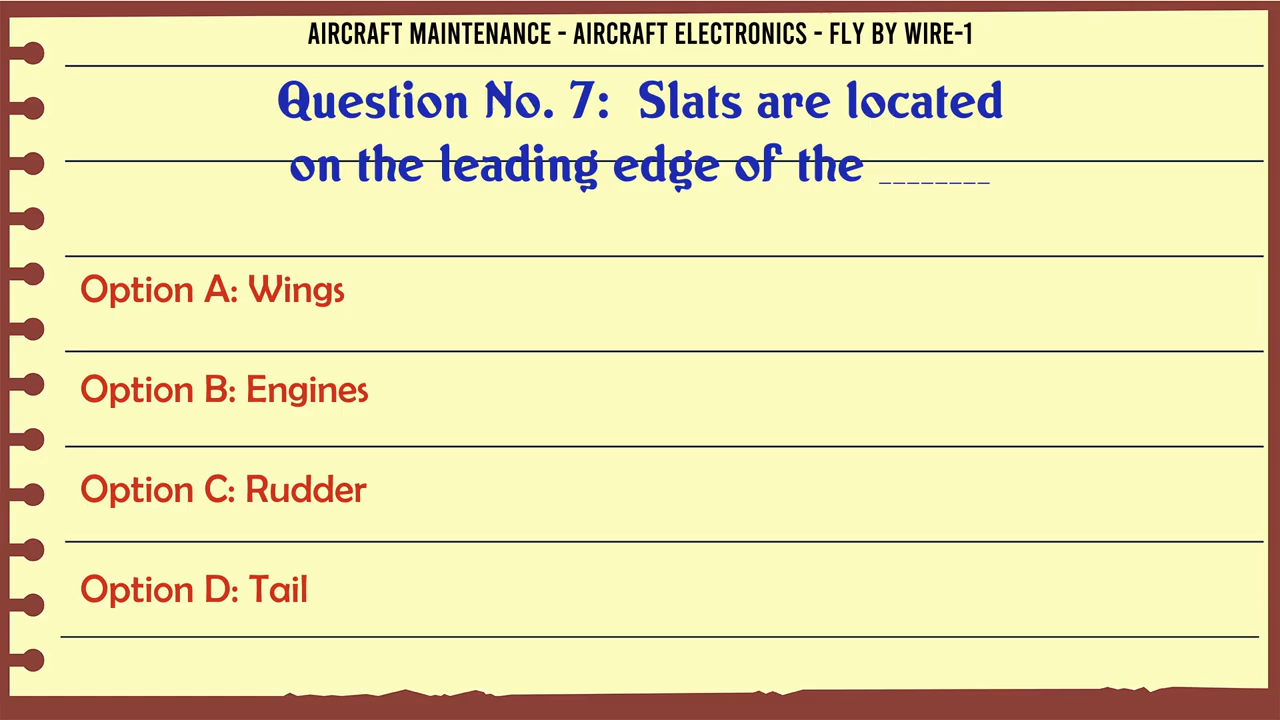 AIRCRAFT MAINTENANCE - AIRCRAFT ELECTRONICS - FLY BY WIRE-1
Question No. 7: Slats are located
on the leading edge of the ________
Option A: Wings
Option B: Engines
Option C: Rudder
Option D: Tail